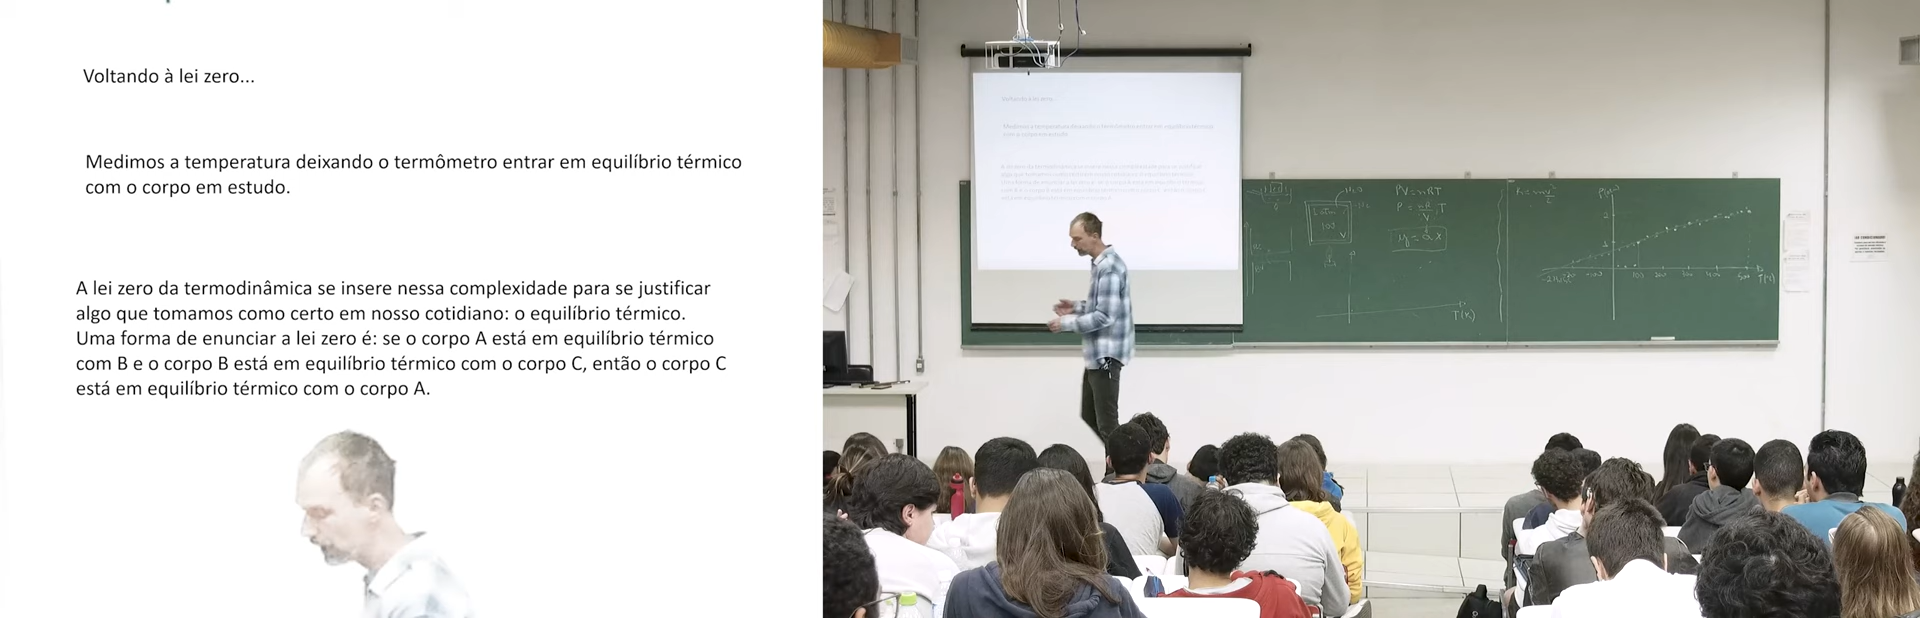 Voltando à lei zero...
Medimos a temperatura deixando o termômetro entrar em equilíbrio térmico
com o corpo em estudo.
A lei zero da termodinâmica se insere nessa complexidade para se justificar
algo que tomamos como certo em nosso cotidiano: o equilíbrio térmico.
Uma forma de enunciar a lei zero é: se o corpo A está em equilíbrio térmico
com B e o corpo B está em equilíbrio térmico com o corpo C, então o corpo C
está em equilíbrio térmico com o corpo A.
PV = nRT
P = nR/V . T
y = a.x
T(K)